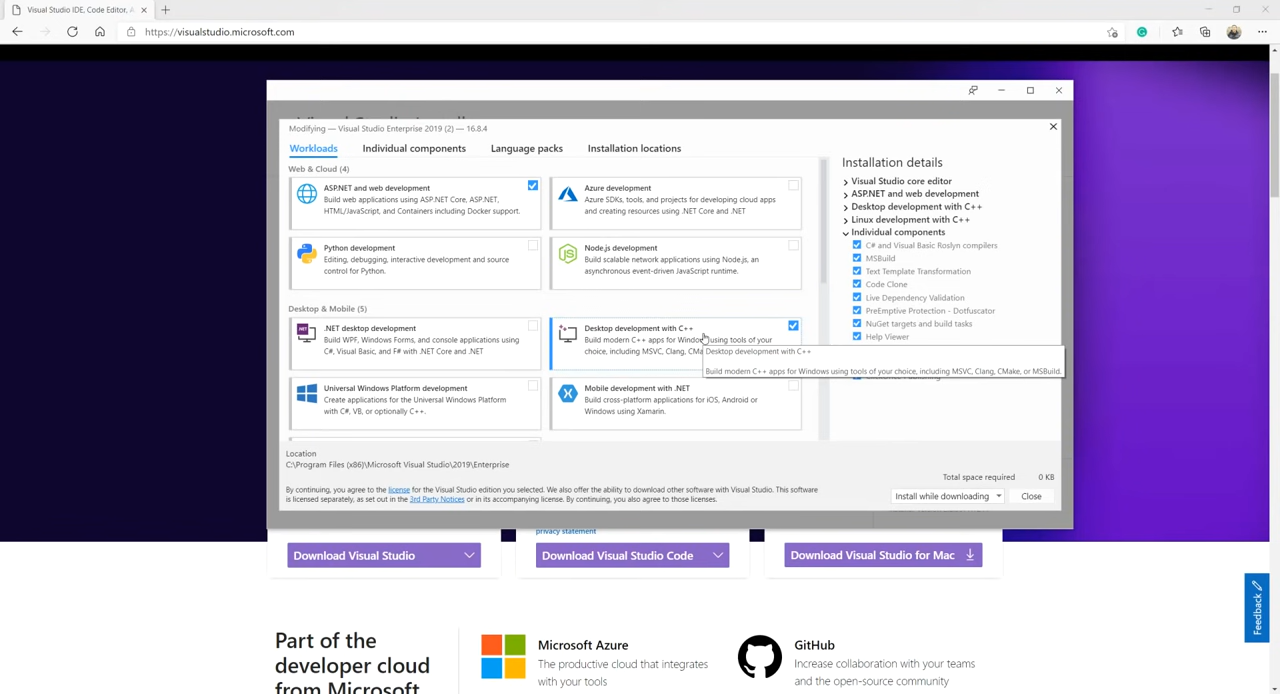 Visual Studio IDE, Code Editor, A
https://visualstudio.microsoft.com
Modifying — Visual Studio Enterprise 2019 (2) — 16.8.4
Workloads
Individual components
Language packs
Installation locations
Web & Cloud (4)
ASP.NET and web development
Build web applications using ASP.NET Core, ASP.NET,
HTML/JavaScript, and Containers including Docker support.
Azure development
Azure SDKs, tools, and projects for developing cloud apps
and creating resources using .NET Core and .NET
Python development
Editing, debugging, interactive development and source
control for Python.
Node.js development
Build scalable network applications using Node.js, an
asynchronous event-driven JavaScript runtime.
Desktop & Mobile (5)
.NET desktop development
Build WPF, Windows Forms, and console applications using
C#, Visual Basic, and F# with .NET Core and .NET
Desktop development with C++
Build modern C++ apps for Windows using tools of your
choice, including MSVC, Clang, CMa
Desktop development with C++
Build modern C++ apps for Windows using tools of your choice, including MSVC, Clang, CMake, or MSBuild.
Universal Windows Platform development
Create applications for the Universal Windows Platform
with C#, VB, or optionally C++.
Mobile development with .NET
Build cross-platform applications for iOS, Android or
Windows using Xamarin.
Installation details
Visual Studio core editor
ASP.NET and web development
Desktop development with C++
Linux development with C++
Individual components
C# and Visual Basic Roslyn compilers
MSBuild
Text Template Transformation
Code Clone
Live Dependency Validation
PreEmptive Protection - Dotfuscator
NuGet targets and build tasks
Help Viewer
Location
C:\Program Files (x86)\Microsoft Visual Studio\2019\Enterprise
Total space required 0 KB
By continuing, you agree to the license for the Visual Studio edition you selected. We also offer the ability to download other software with Visual Studio. This software
is licensed separately, as set out in the 3rd Party Notices or in its accompanying license. By continuing, you also agree to those licenses.
Install while downloading
Close
privacy statement
Download Visual Studio
Download Visual Studio Code
Download Visual Studio for Mac
Feedback
Part of the
developer cloud
from Microsoft
Microsoft Azure
The productive cloud that integrates
with your tools
GitHub
Increase collaboration with your teams
and the open-source community